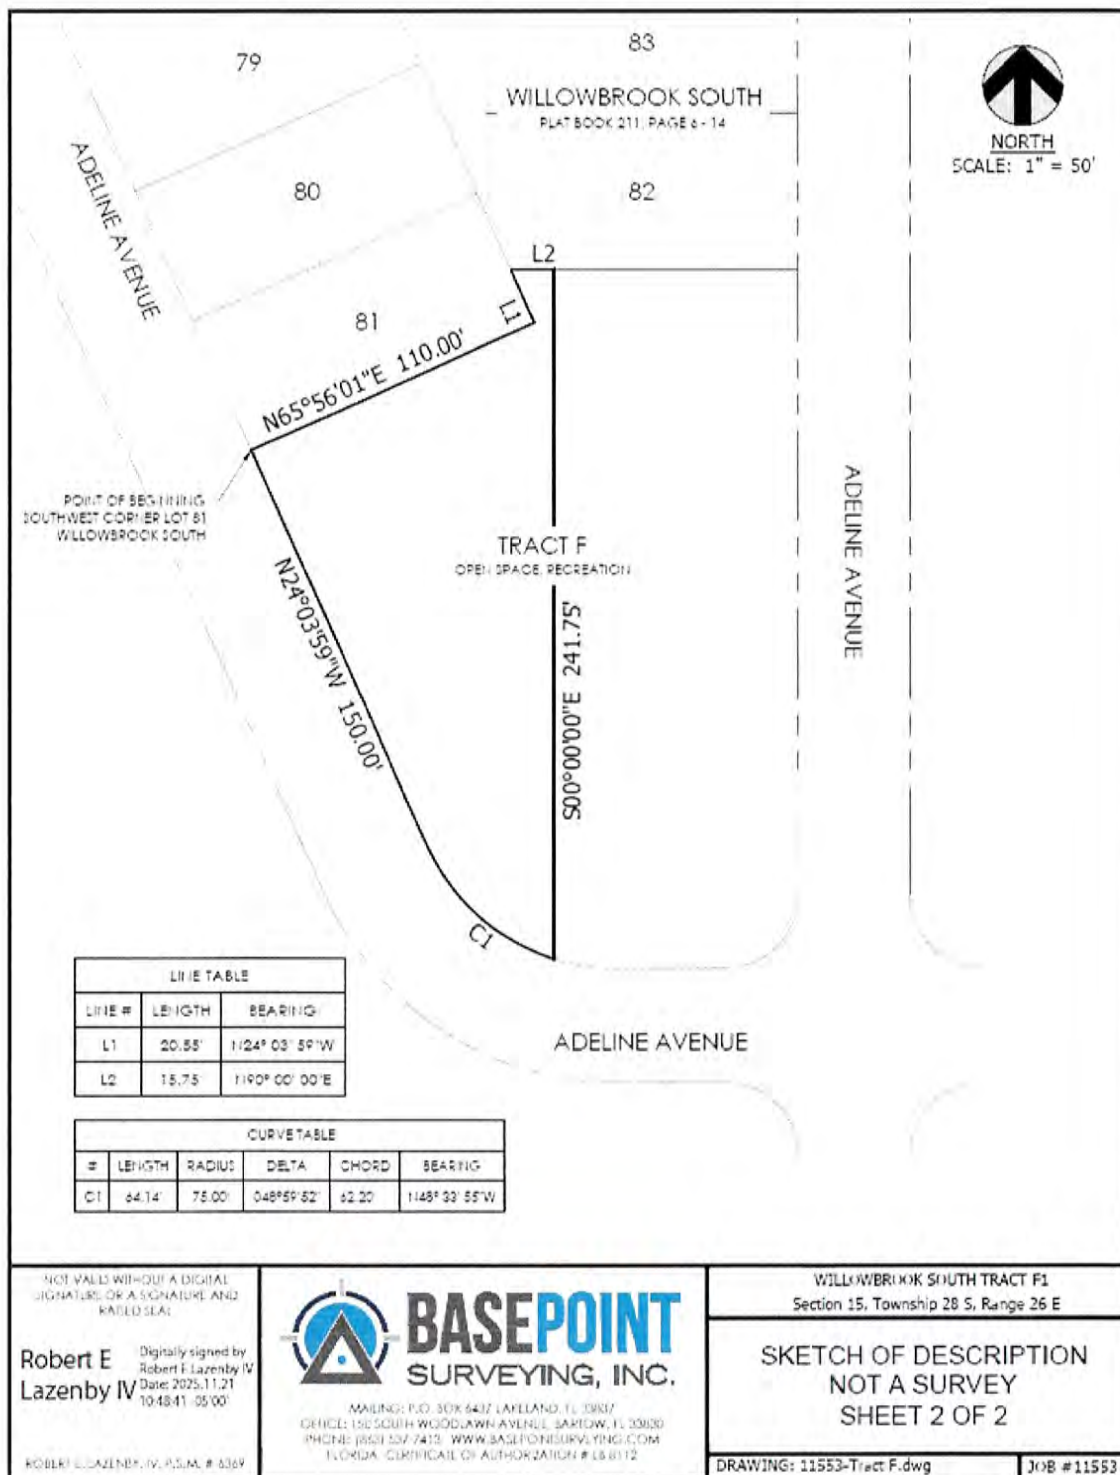 79
83
WILLOWBROOK SOUTH
PLAT BOOK 211, PAGE 6 - 14
NORTH
SCALE: 1" = 50'
ADELINE AVENUE
80
82
L2
L1
81
N65°56'01"E 110.00'
POINT OF BEGINNING
SOUTHWEST CORNER LOT 81
WILLOWBROOK SOUTH
TRACT F
OPEN SPACE, RECREATION
ADELINE AVENUE
N24°03'59"W 150.00'
S00°00'00"E 241.75'
C1
ADELINE AVENUE
LINE TABLE
LINE # LENGTH BEARING
L1 20.55' N24° 03' 59"W
L2 15.75 N90° 00' 00"E
CURVE TABLE
# LENGTH RADIUS DELTA CHORD BEARING
C1 64.14' 75.00' 048°59'52" 62.20' N48° 33' 55"W
NOT VALID WITHOUT A DIGITAL
SIGNATURE OR A SIGNATURE AND
RAISED SEAL
Robert E
Lazenby IV
Digitally signed by
Robert E Lazenby IV
Date: 2025.11.21
10:48:41 -05'00'
ROBERT E. LAZENBY, IV, P.S.M. # 6369
BASEPOINT
SURVEYING, INC.
MAILING: P.O. BOX 6437 LAKELAND, FL 33807
OFFICE: SOUTH WOODLAWN AVENUE, BARTOW, FL 33830
PHONE: WWW.BASEPOINTSURVEYING.COM
FLORIDA CERTIFICATE OF AUTHORIZATION # LB 8112
WILLOWBROOK SOUTH TRACT F1
Section 15, Township 28 S, Range 26 E
SKETCH OF DESCRIPTION
NOT A SURVEY
SHEET 2 OF 2
DRAWING: 11553-Tract F.dwg
JOB #11553